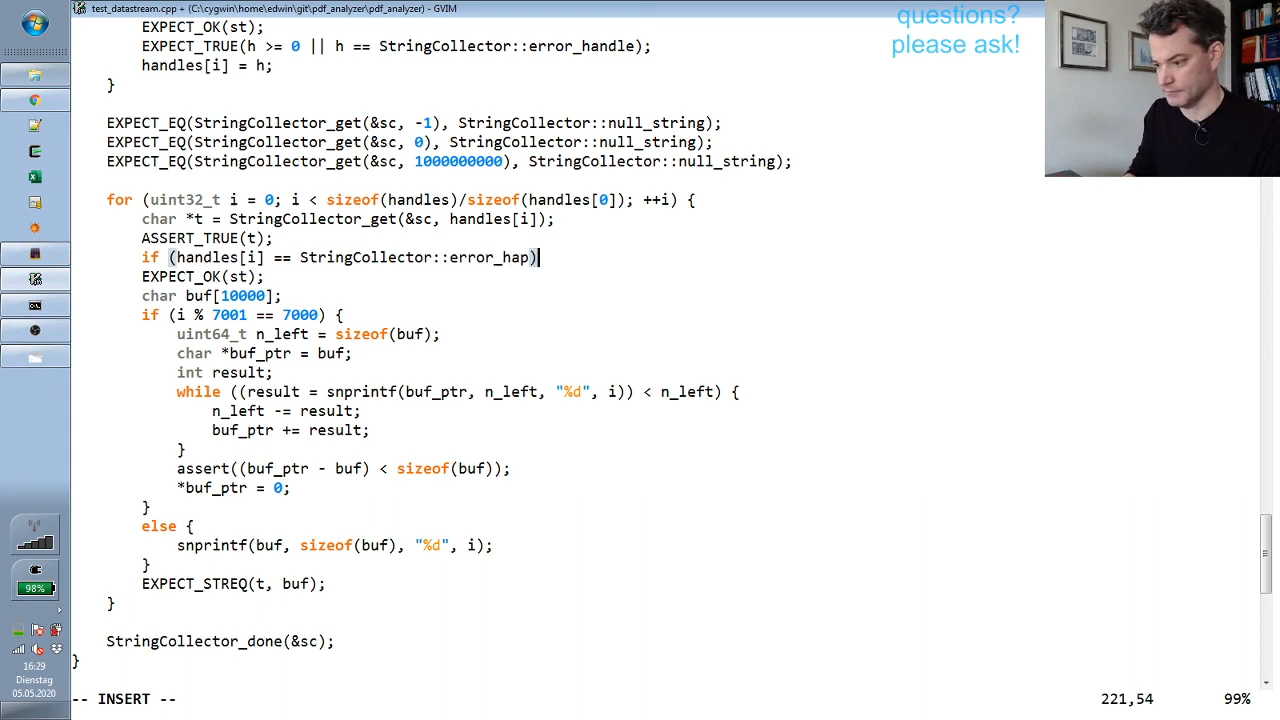 test_datastream.cpp + (C:\cygwin\home\edwin\git\pdf_analyzer\pdf_analyzer) - GVIM
questions?
please ask!
EXPECT_OK(st);
EXPECT_TRUE(h >= 0 || h == StringCollector::error_handle);
handles[i] = h;
}
EXPECT_EQ(StringCollector_get(&sc, -1), StringCollector::null_string);
EXPECT_EQ(StringCollector_get(&sc, 0), StringCollector::null_string);
EXPECT_EQ(StringCollector_get(&sc, 1000000000), StringCollector::null_string);
for (uint32_t i = 0; i < sizeof(handles)/sizeof(handles[0]); ++i) {
char *t = StringCollector_get(&sc, handles[i]);
ASSERT_TRUE(t);
if (handles[i] == StringCollector::error_hap)
EXPECT_OK(st);
char buf[10000];
if (i % 7001 == 7000) {
uint64_t n_left = sizeof(buf);
char *buf_ptr = buf;
int result;
while ((result = snprintf(buf_ptr, n_left, "%d", i)) < n_left) {
n_left -= result;
buf_ptr += result;
}
assert((buf_ptr - buf) < sizeof(buf));
*buf_ptr = 0;
}
else {
snprintf(buf, sizeof(buf), "%d", i);
}
EXPECT_STREQ(t, buf);
}
StringCollector_done(&sc);
}
98%
16:29
Dienstag
05.05.2020
-- INSERT --
221,54
99%